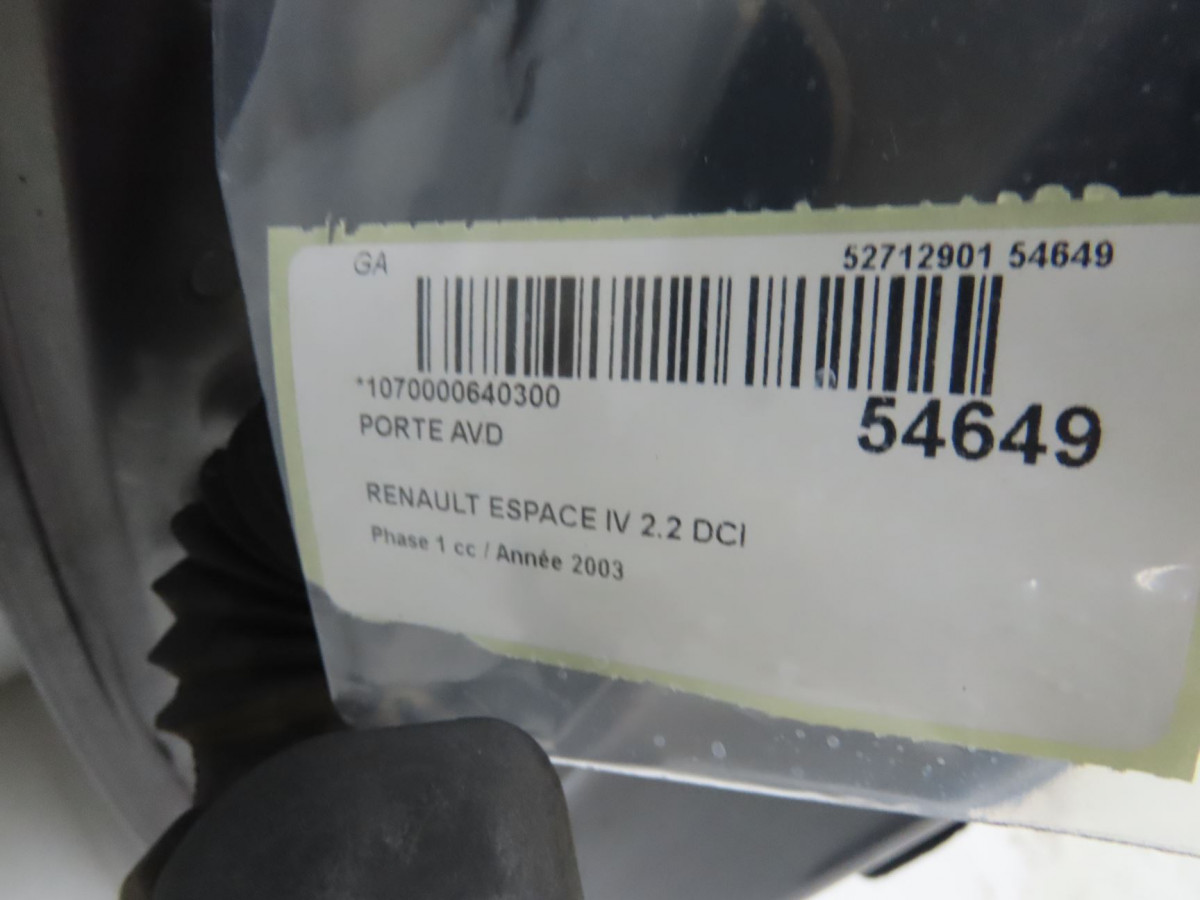 GA
52712901 54649
*1070000640300
54649
PORTE AVD
RENAULT ESPACE IV 2.2 DCI
Phase 1 cc / Année 2003